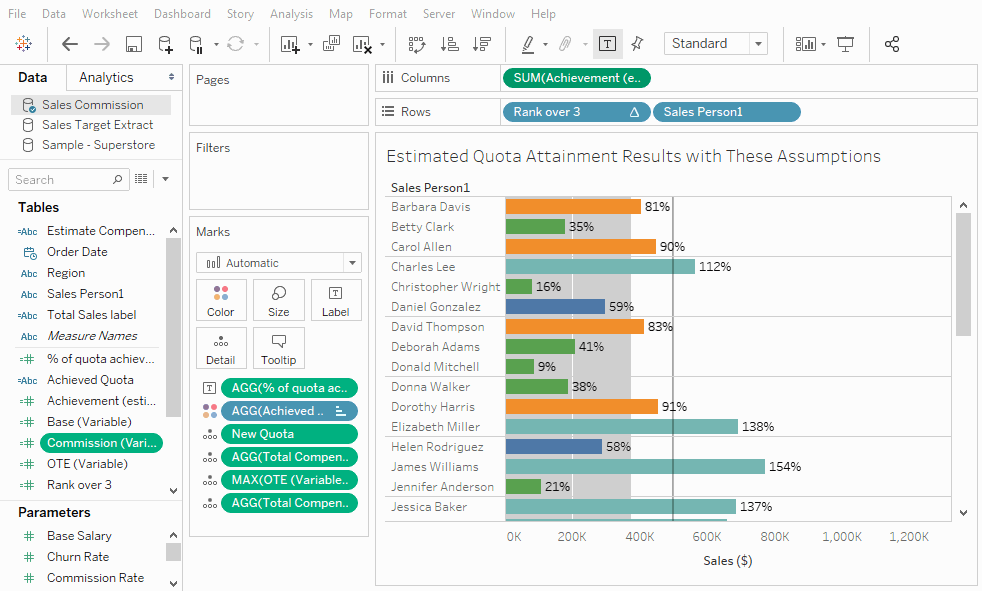 File Data Worksheet Dashboard Story Analysis Map Format Server Window Help
Standard
Data Analytics
Sales Commission
Sales Target Extract
Sample - Superstore
Search
Tables
Abc Estimate Compen...
Order Date
Abc Region
Abc Sales Person1
Abc Total Sales label
Abc Measure Names
% of quota achiev...
Abc Achieved Quota
Achievement (esti...
Base (Variable)
Commission (Vari...
OTE (Variable)
Rank over 3
Parameters
Base Salary
Churn Rate
Commission Rate
Pages
Filters
Marks
Automatic
Color Size Label
Detail Tooltip
AGG(% of quota ac..
AGG(Achieved ..
New Quota
AGG(Total Compen..
MAX(OTE (Variable..
AGG(Total Compen..
Columns SUM(Achievement (e..
Rows Rank over 3 Sales Person1
Estimated Quota Attainment Results with These Assumptions
Sales Person1
Barbara Davis 81%
Betty Clark 35%
Carol Allen 90%
Charles Lee 112%
Christopher Wright 16%
Daniel Gonzalez 59%
David Thompson 83%
Deborah Adams 41%
Donald Mitchell 9%
Donna Walker 38%
Dorothy Harris 91%
Elizabeth Miller 138%
Helen Rodriguez 58%
James Williams 154%
Jennifer Anderson 21%
Jessica Baker 137%
0K 200K 400K 600K 800K 1,000K 1,200K
Sales ($)